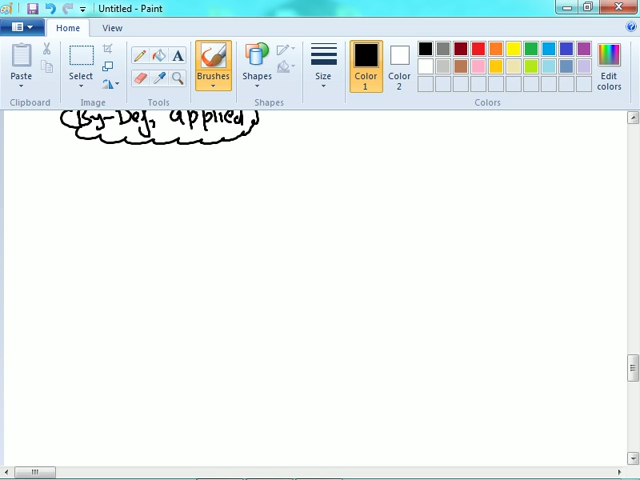 Untitled - Paint
Home View
Paste Select Brushes Shapes Size Color 1 Color 2 Edit colors
Clipboard Image Tools Shapes Colors
By-Def, applied